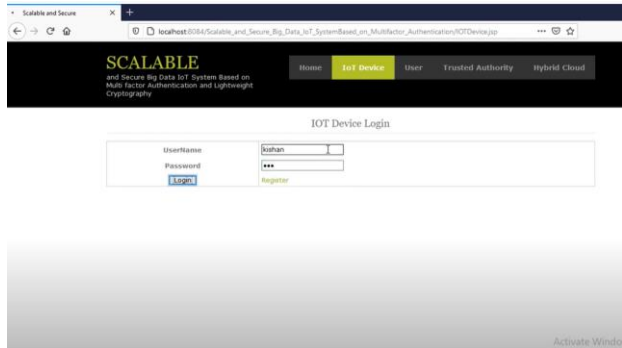 Scalable and Secure
localhost:8084/Scalable_and_Secure_Big_Data_IoT_SystemBased_on_Multifactor_Authentication/IOTDevice.jsp
SCALABLE
and Secure Big Data IoT System Based on
Multi factor Authentication and Lightweight
Cryptography
Home IoT Device User Trusted Authority Hybrid Cloud
IOT Device Login
UserName kishan
Password
Login Register
Activate Windo